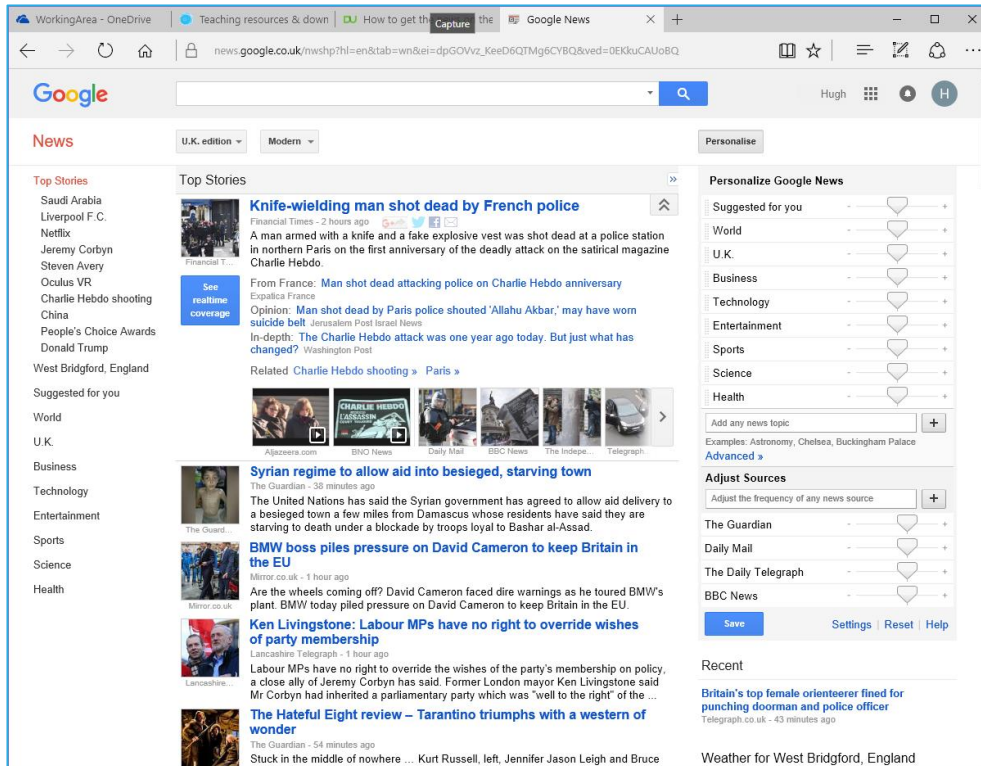 WorkingArea - OneDrive
Teaching resources & down
How to get th
the
Google News
Capture
news.google.co.uk/nwshp?hl=en&tab=wn&ei=dpGOVvz_KeeD6QTMg6CYBQ&ved=0EKkuCAUoBQ
Google
Hugh
H
News
U.K. edition
Modern
Personalise
Top Stories
Saudi Arabia
Liverpool F.C.
Netflix
Jeremy Corbyn
Steven Avery
Oculus VR
Charlie Hebdo shooting
China
People's Choice Awards
Donald Trump
West Bridgford, England
Suggested for you
World
U.K.
Business
Technology
Entertainment
Sports
Science
Health
Top Stories
»
Knife-wielding man shot dead by French police
Financial Times - 2 hours ago
A man armed with a knife and a fake explosive vest was shot dead at a police station
in northern Paris on the first anniversary of the deadly attack on the satirical magazine
Charlie Hebdo.
Financial T...
See
realtime
coverage
From France: Man shot dead attacking police on Charlie Hebdo anniversary
Expatica France
Opinion: Man shot dead by Paris police shouted 'Allahu Akbar,' may have worn
suicide belt Jerusalem Post Israel News
In-depth: The Charlie Hebdo attack was one year ago today. But just what has
changed? Washington Post
Related Charlie Hebdo shooting » Paris »
CHARLIE HEBDO
L'ASSASSIN
Aljazeera.com
BNO News
Daily Mail
BBC News
The Indepe...
Telegraph
Syrian regime to allow aid into besieged, starving town
The Guardian - 38 minutes ago
The United Nations has said the Syrian government has agreed to allow aid delivery to
a besieged town a few miles from Damascus whose residents have said they are
starving to death under a blockade by troops loyal to Bashar al-Assad.
The Guard...
BMW boss piles pressure on David Cameron to keep Britain in
the EU
Mirror.co.uk - 1 hour ago
Are the wheels coming off? David Cameron faced dire warnings as he toured BMW's
plant. BMW today piled pressure on David Cameron to keep Britain in the EU.
Mirror.co.uk
Ken Livingstone: Labour MPs have no right to override wishes
of party membership
Lancashire Telegraph - 1 hour ago
Labour MPs have no right to override the wishes of the party's membership on policy,
a close ally of Jeremy Corbyn has said. Former London mayor Ken Livingstone said
Mr Corbyn had inherited a parliamentary party which was "well to the right" of the ...
Lancashire...
The Hateful Eight review – Tarantino triumphs with a western of
wonder
The Guardian - 54 minutes ago
Stuck in the middle of nowhere ... Kurt Russell, left, Jennifer Jason Leigh and Bruce
Personalize Google News
Suggested for you - +
World - +
U.K. - +
Business - +
Technology - +
Entertainment - +
Sports - +
Science - +
Health - +
Add any news topic +
Examples: Astronomy, Chelsea, Buckingham Palace
Advanced »
Adjust Sources
Adjust the frequency of any news source +
The Guardian - +
Daily Mail - +
The Daily Telegraph - +
BBC News - +
Save
Settings | Reset | Help
Recent
Britain's top female orienteerer fined for
punching doorman and police officer
Telegraph.co.uk - 43 minutes ago
Weather for West Bridgford, England